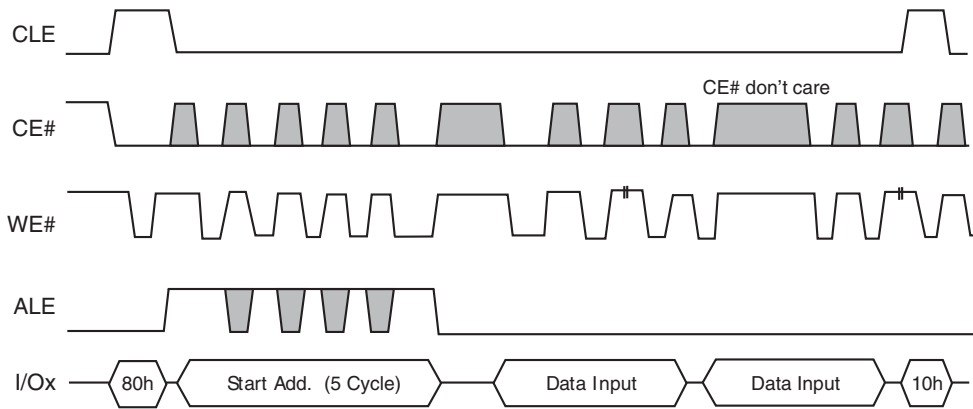 CLE
CE# don't care
CE#
WE#
ALE
I/Ox
80h
Start Add. (5 Cycle)
Data Input
Data Input
10h